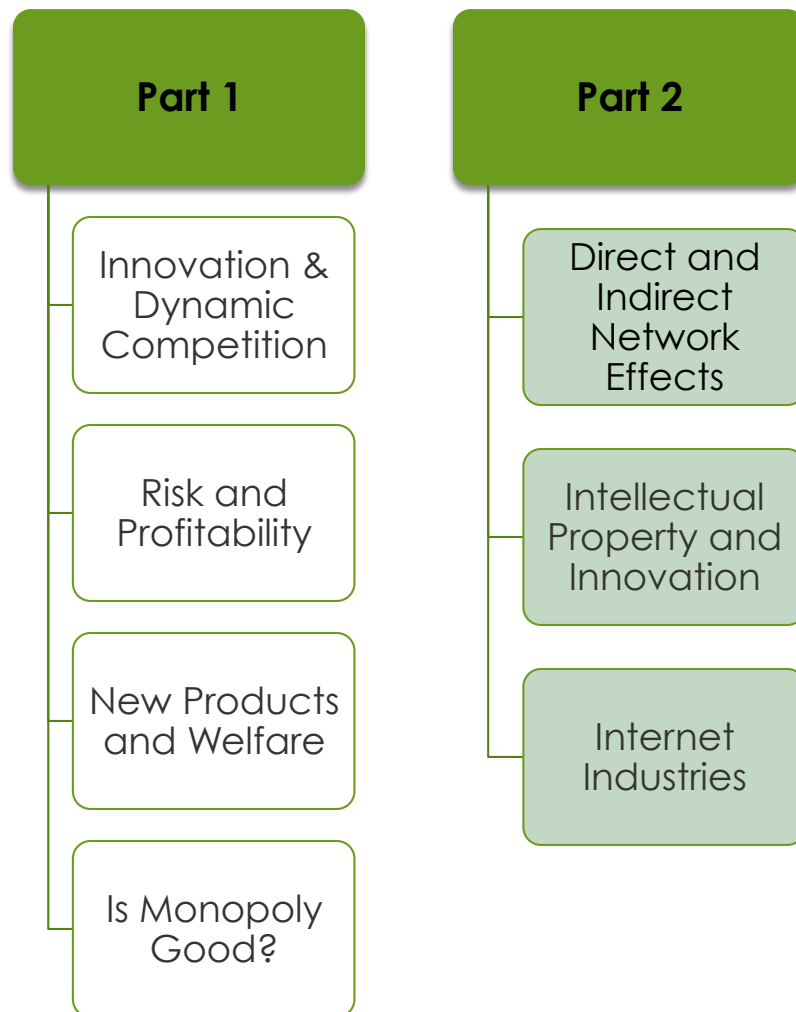 Part 1
Innovation &
Dynamic
Competition
Risk and
Profitability
New Products
and Welfare
Is Monopoly
Good?
Part 2
Direct and
Indirect
Network
Effects
Intellectual
Property and
Innovation
Internet
Industries